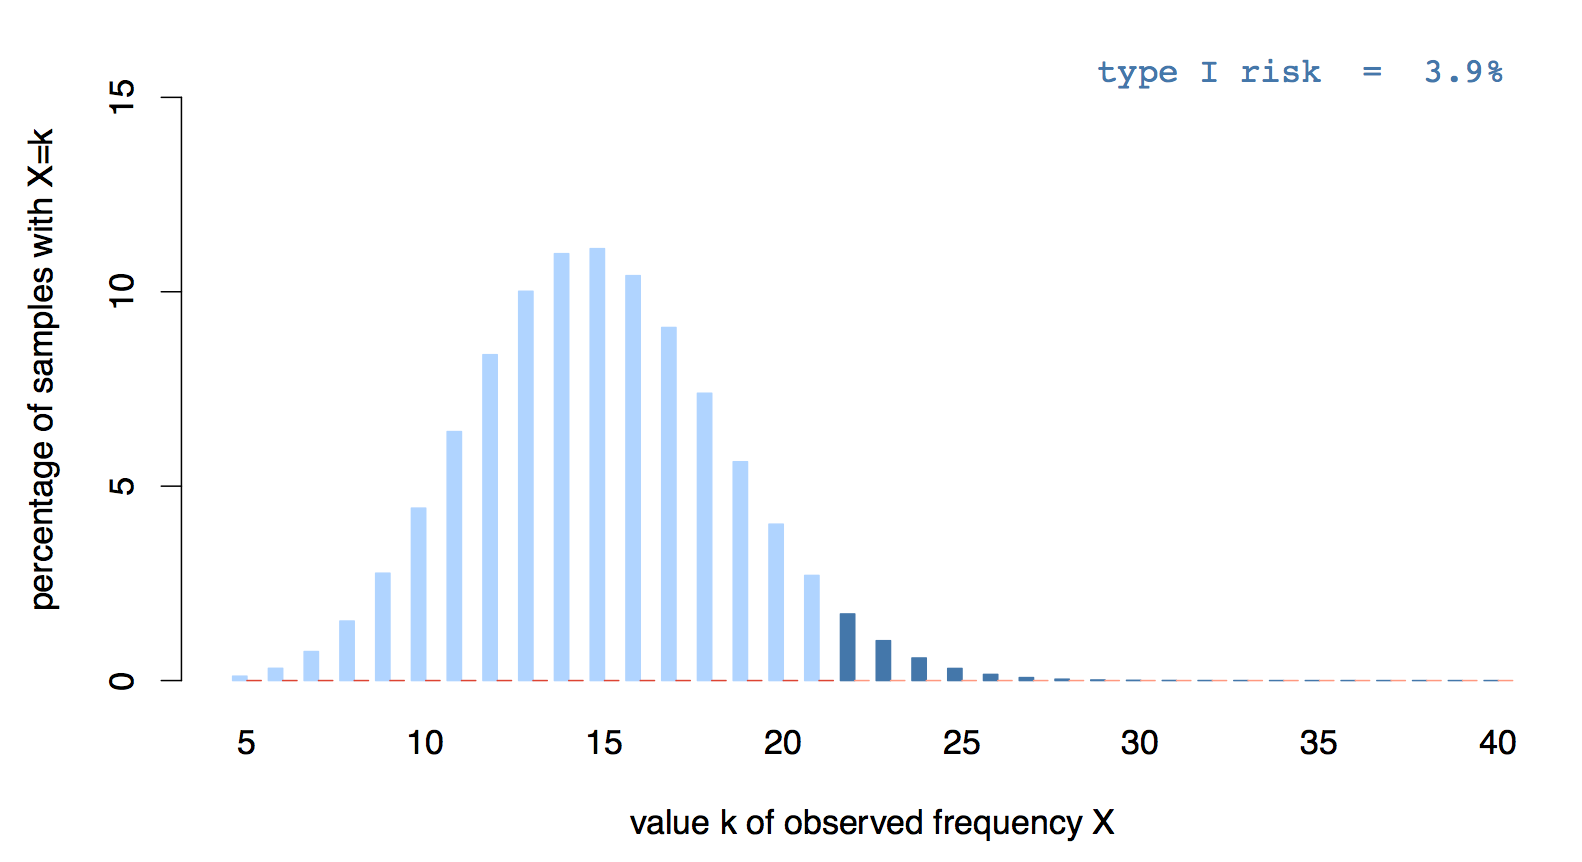 type I risk = 3.9%
percentage of samples with X=k
15
10
5
0
5 10 15 20 25 30 35 40
value k of observed frequency X